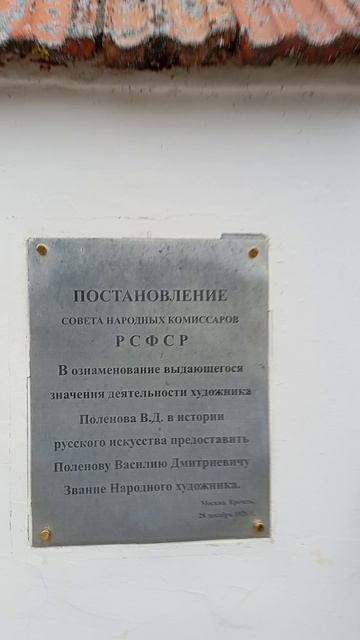 ПОСТАНОВЛЕНИЕ
СОВЕТА НАРОДНЫХ КОМИССАРОВ
РСФСР
В ознаменование выдающегося
значения деятельности художника
Поленова В.Д. в истории
русского искусства предоставить
Поленову Василию Дмитриевичу
Звание Народного художника.
Москва. Кремль.
28 декабря